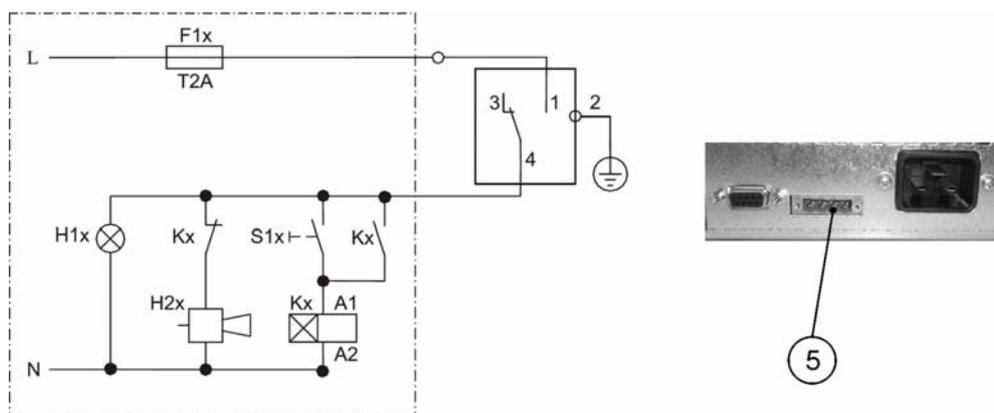 F1x
L
T2A
3 1 2
4
H1x Kx S1x Kx
H2x Kx A1
A2
N
5